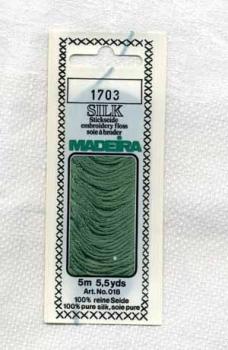 1703
SILK
Stickseide
embroidery floss
soie à broder
MADEIRA
5m 5,5yds
Art. No. 018
100% reine Seide
100% pure silk, soie pure